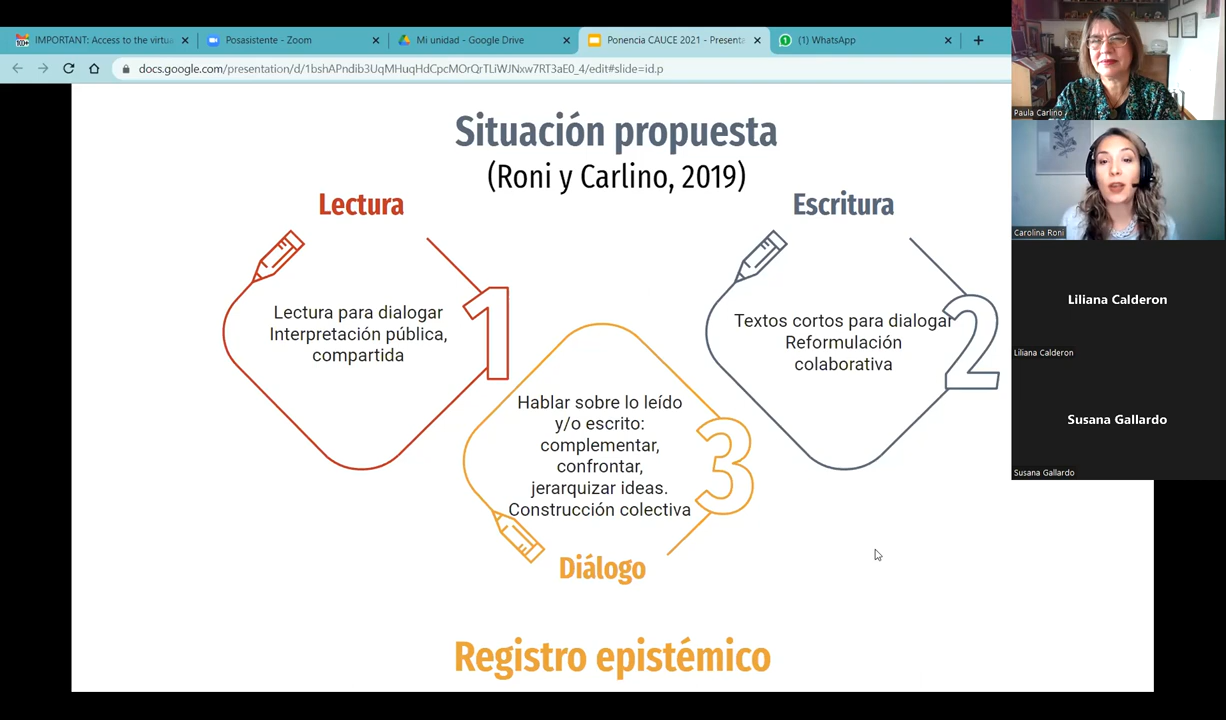 IMPORTANT: Access to the virtua
Posasistente - Zoom
Mi unidad - Google Drive
Ponencia CAUCE 2021 - Presenta
(1) WhatsApp
docs.google.com/presentation/d/1bshAPndib3UqMHuqHdCpcMOrQrTLiWJNxw7RT3aE0_4/edit#slide=id.p
Situación propuesta
(Roni y Carlino, 2019)
Lectura
Lectura para dialogar
Interpretación pública,
compartida
1
Escritura
Textos cortos para dialogar
Reformulación
colaborativa
2
Hablar sobre lo leído
y/o escrito:
complementar,
confrontar,
jerarquizar ideas.
Construcción colectiva
3
Diálogo
Registro epistémico
Paula Carlino
Carolina Roni
Liliana Calderon
Liliana Calderon
Susana Gallardo
Susana Gallardo